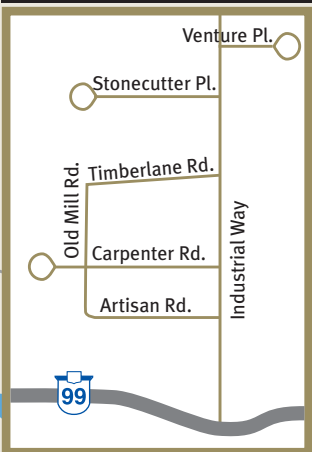 Venture Pl.
Stonecutter Pl.
Timberlane Rd.
Old Mill Rd.
Carpenter Rd.
Industrial Way
Artisan Rd.
99